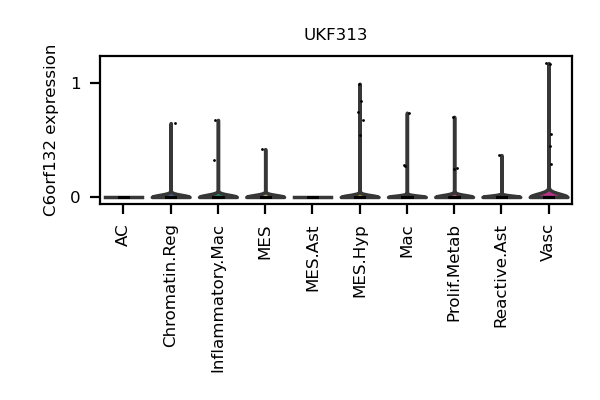 UKF313
C6orf132 expression
1
0
AC
Chromatin.Reg
Inflammatory.Mac
MES
MES.Ast
MES.Hyp
Mac
Prolif.Metab
Reactive.Ast
Vasc